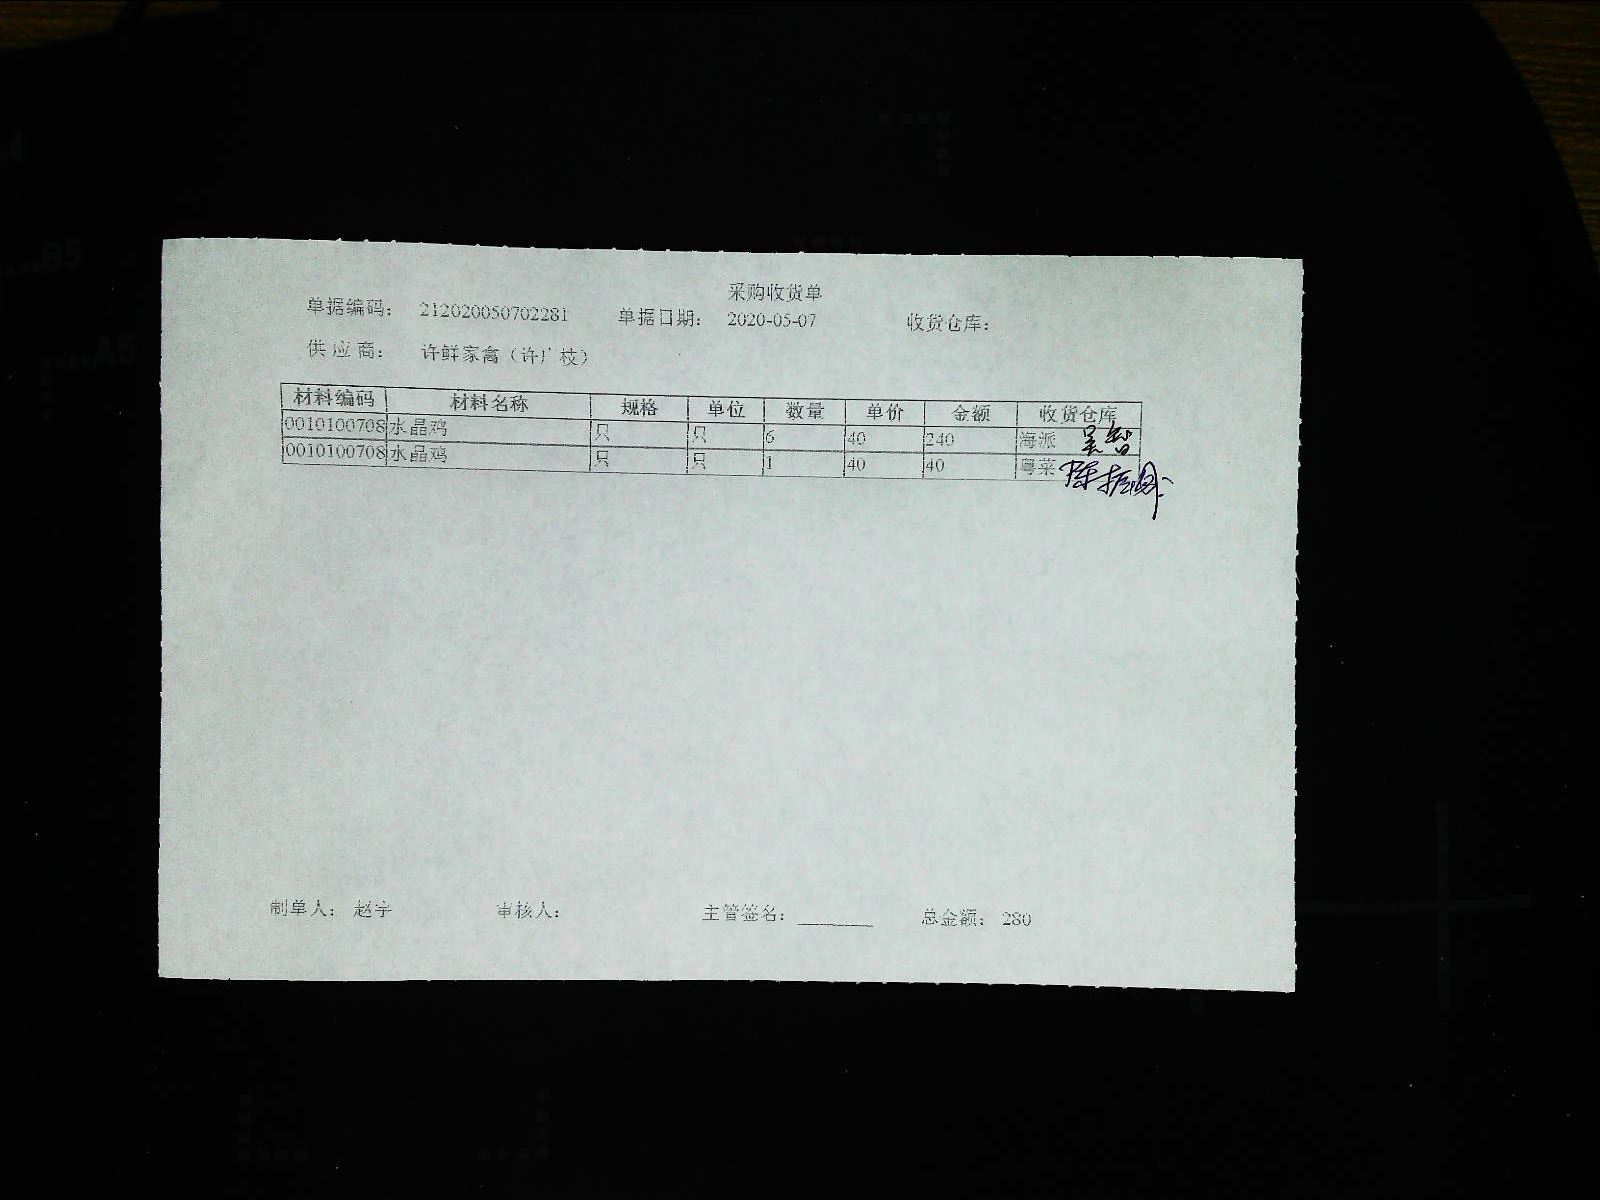 采购收货单
单据编码： 212020050702281 单据日期： 2020-05-07 收货仓库：
供应商： 许鲜家禽（许广枝）
材料编码 材料名称 规格 单位 数量 单价 金额 收货仓库
0010100708 水晶鸡 只 只 6 40 240 海派
0010100708 水晶鸡 只 只 1 40 40 粤菜
制单人： 赵宇 审核人： 主管签名： 总金额： 280